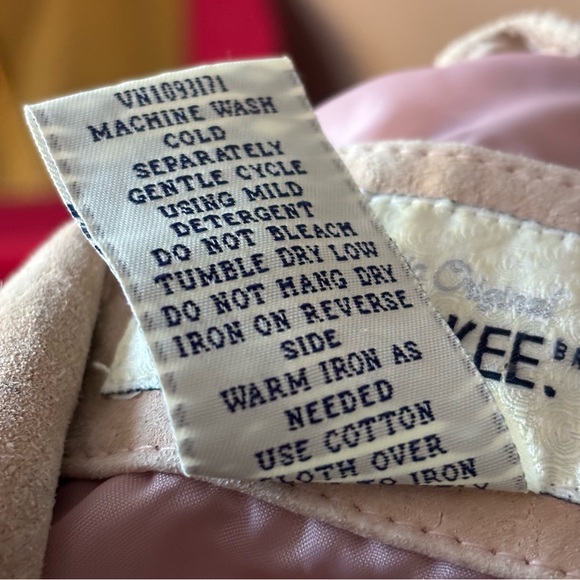 VN1093171
MACHINE WASH
COLD
SEPARATELY
GENTLE CYCLE
USING MILD
DETERGENT
DO NOT BLEACH
TUMBLE DRY LOW
DO NOT HANG DRY
IRON ON REVERSE
SIDE
WARM IRON AS
NEEDED
USE COTTON
CLOTH OVER
TO IRON
Original
KEE.